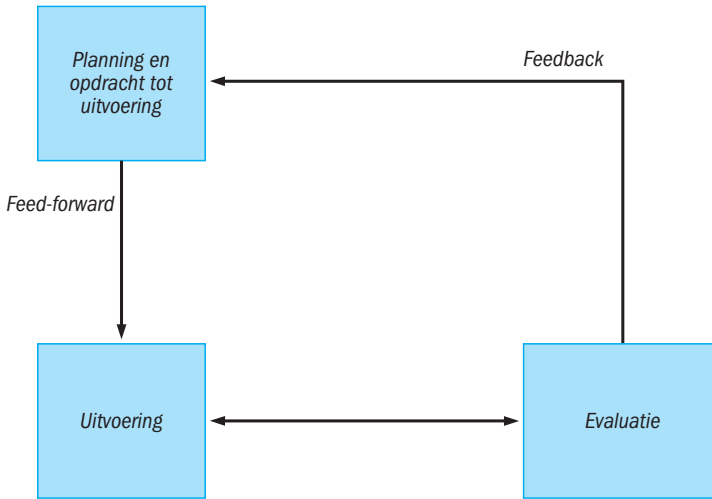 Planning en
opdracht tot
uitvoering
Feedback
Feed-forward
Uitvoering
Evaluatie